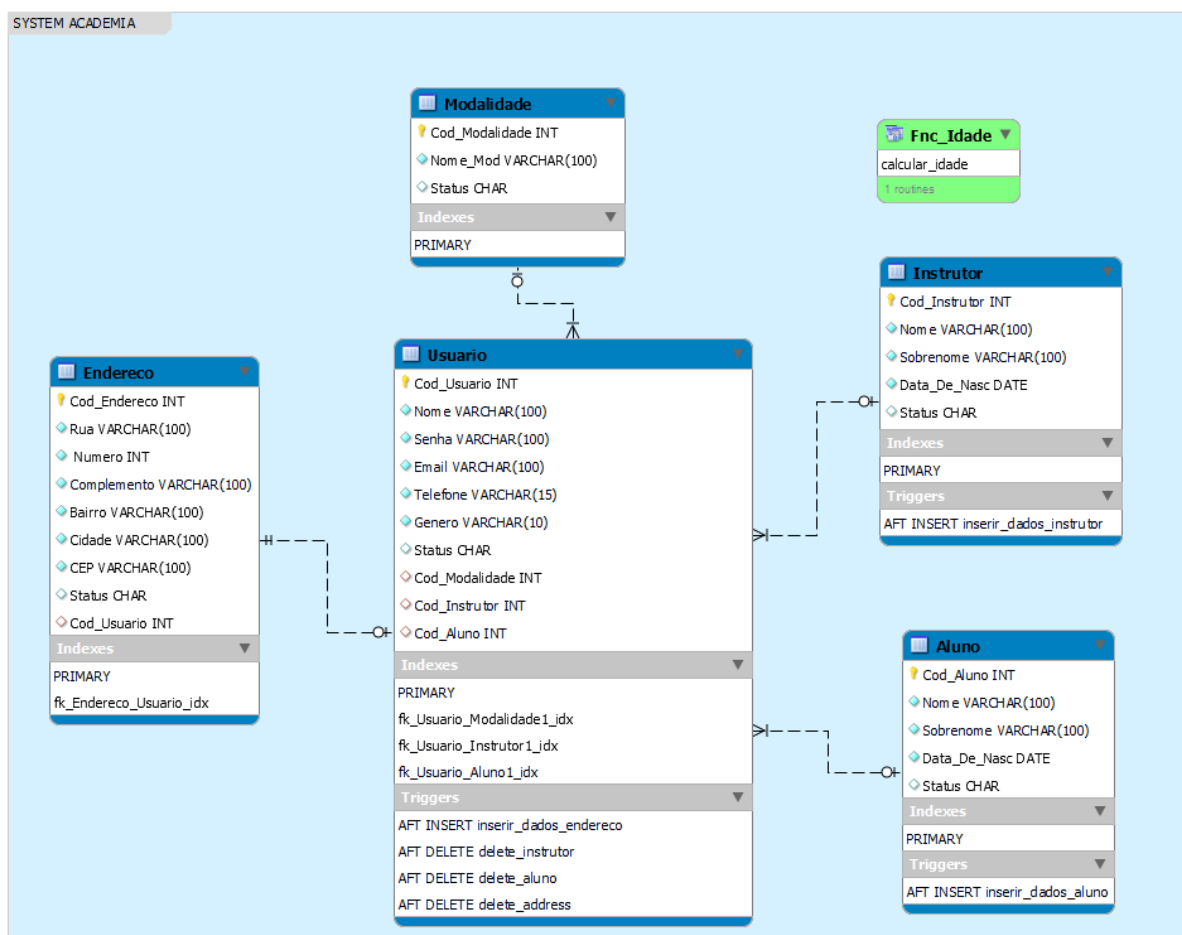 SYSTEM ACADEMIA
Modalidade
Cod_Modalidade INT
Nome_Mod VARCHAR(100)
Status CHAR
Indexes
PRIMARY
Fnc_Idade
calcular_idade
1 routines
Instrutor
Cod_Instrutor INT
Nome VARCHAR(100)
Sobrenome VARCHAR(100)
Data_De_Nasc DATE
Status CHAR
Indexes
PRIMARY
Triggers
AFT INSERT inserir_dados_instrutor
Endereco
Cod_Endereco INT
Rua VARCHAR(100)
Numero INT
Complemento VARCHAR(100)
Bairro VARCHAR(100)
Cidade VARCHAR(100)
CEP VARCHAR(100)
Status CHAR
Cod_Usuario INT
Indexes
PRIMARY
fk_Endereco_Usuario_idx
Usuario
Cod_Usuario INT
Nome VARCHAR(100)
Senha VARCHAR(100)
Email VARCHAR(100)
Telefone VARCHAR(15)
Genero VARCHAR(10)
Status CHAR
Cod_Modalidade INT
Cod_Instrutor INT
Cod_Aluno INT
Indexes
PRIMARY
fk_Usuario_Modalidade1_idx
fk_Usuario_Instrutor1_idx
fk_Usuario_Aluno1_idx
Triggers
AFT INSERT inserir_dados_endereco
AFT DELETE delete_instrutor
AFT DELETE delete_aluno
AFT DELETE delete_address
Aluno
Cod_Aluno INT
Nome VARCHAR(100)
Sobrenome VARCHAR(100)
Data_De_Nasc DATE
Status CHAR
Indexes
PRIMARY
Triggers
AFT INSERT inserir_dados_aluno